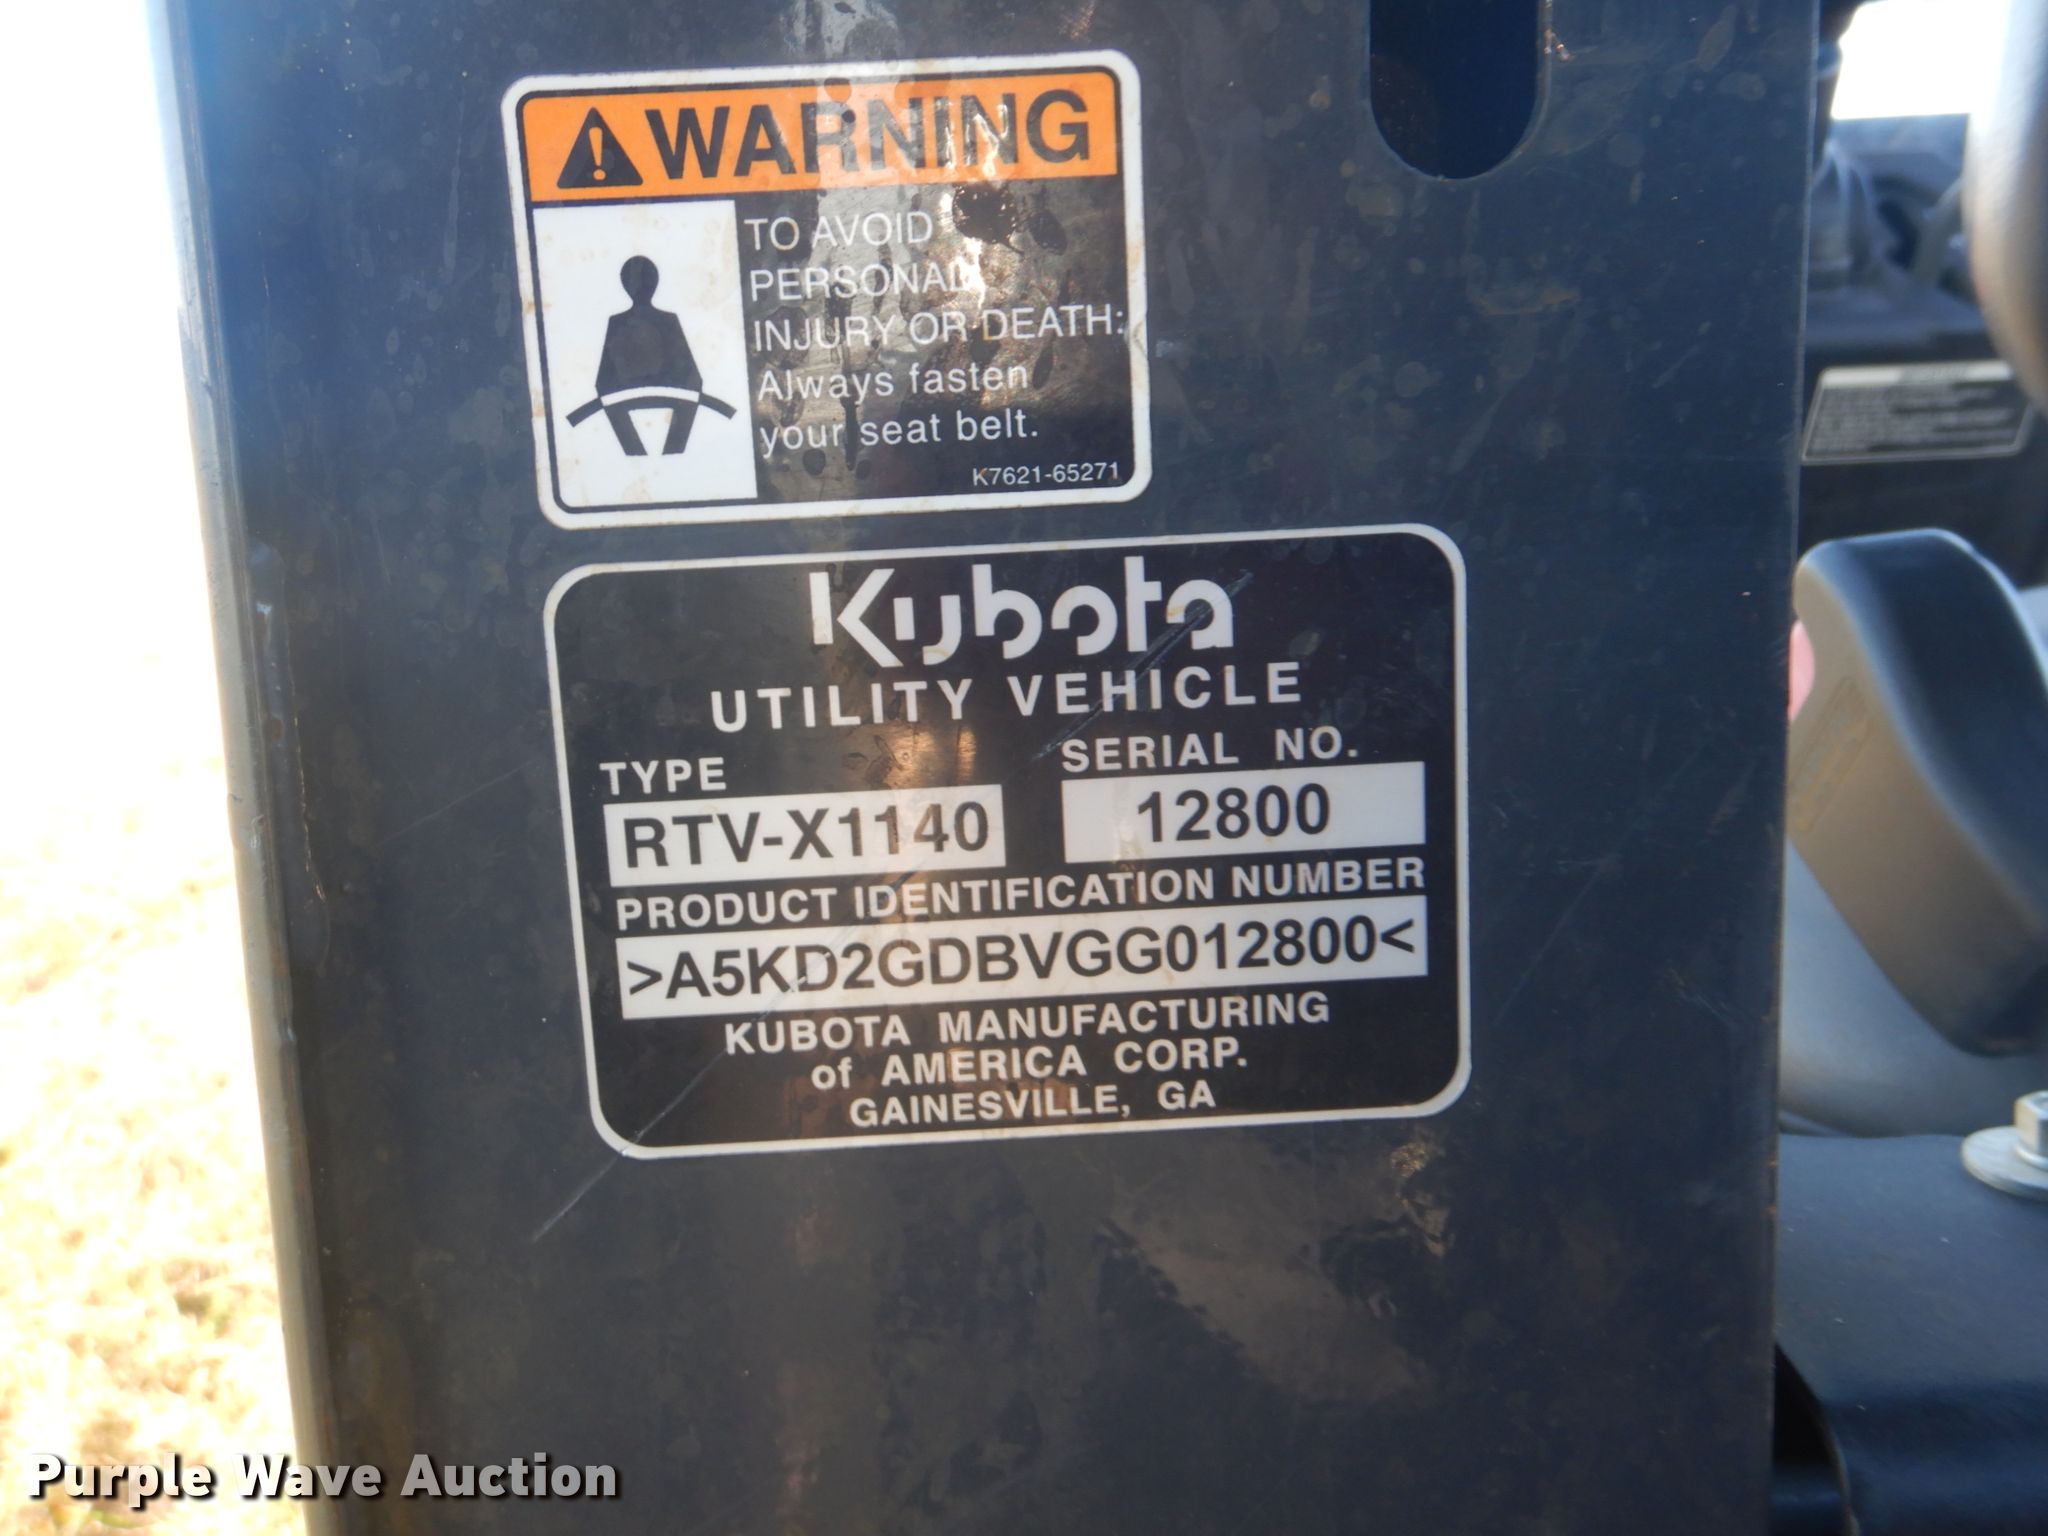 WARNING
TO AVOID
PERSONAL
INJURY OR DEATH:
Always fasten
your seat belt.
K7621-65271
Kubota
UTILITY VEHICLE
TYPE SERIAL NO.
RTV-X1140 12800
PRODUCT IDENTIFICATION NUMBER
>A5KD2GDBVGG012800<
KUBOTA MANUFACTURING
of AMERICA CORP.
GAINESVILLE, GA
Purple Wave Auction